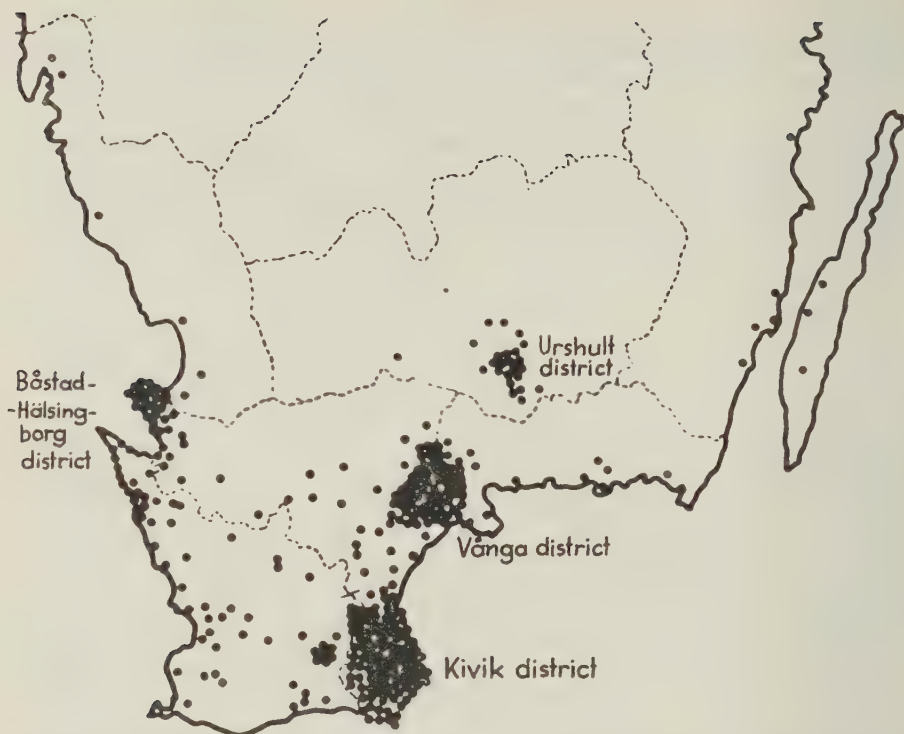 Urshult
district
Båstad-
-Hälsing-
borg
district
Vånga district
Kivik district